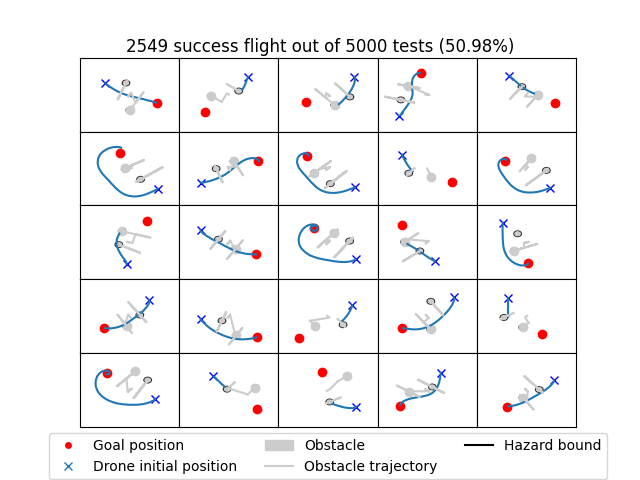 2549 success flight out of 5000 tests (50.98%)
Goal position
Obstacle
Hazard bound
Drone initial position
Obstacle trajectory